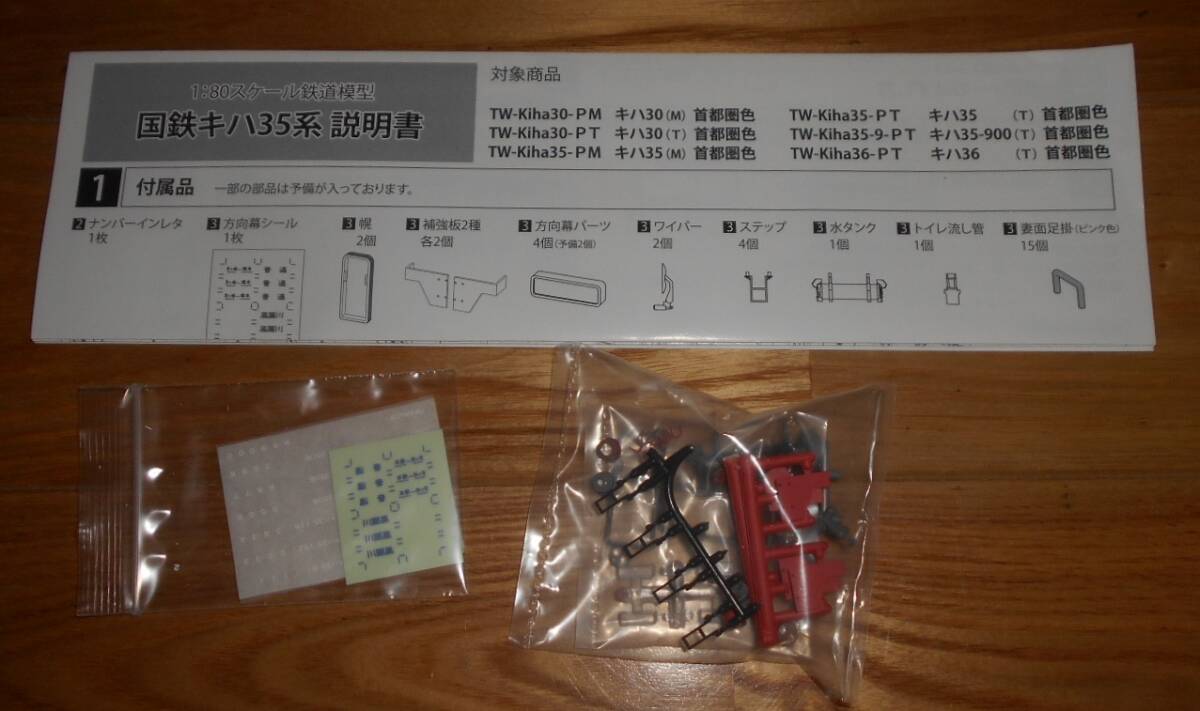 1:80スケール鉄道模型
国鉄キハ35系 説明書
対象商品
TW-Kiha30-PM キハ30(M) 首都圏色
TW-Kiha30-PT キハ30(T) 首都圏色
TW-Kiha35-PM キハ35(M) 首都圏色
TW-Kiha35-PT キハ35 (T) 首都圏色
TW-Kiha35-9-PT キハ35-900(T) 首都圏色
TW-Kiha36-PT キハ36 (T) 首都圏色
1 付属品 一部の部品は予備が入っております。
2 ナンバーインレタ
1枚
3 方向幕シール
1枚
3 幌
2個
3 補強板2種
各2個
3 方向幕パーツ
4個(予備2個)
3 ワイパー
2個
3 ステップ
4個
3 水タンク
1個
3 トイレ流し管
1個
3 妻面足掛(ピンク色)
15個
普通
普通
普通